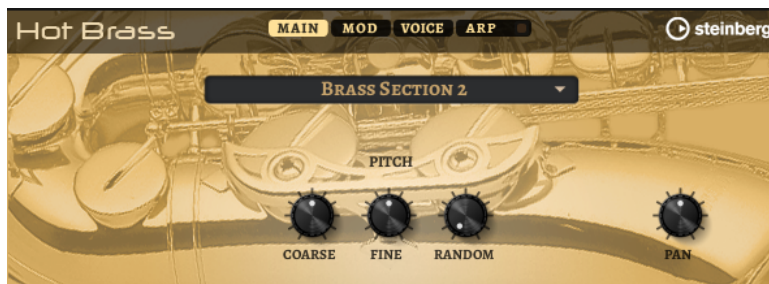 Hot Brass MAIN MOD VOICE ARP steinberg
BRASS SECTION 2
PITCH
COARSE FINE RANDOM PAN